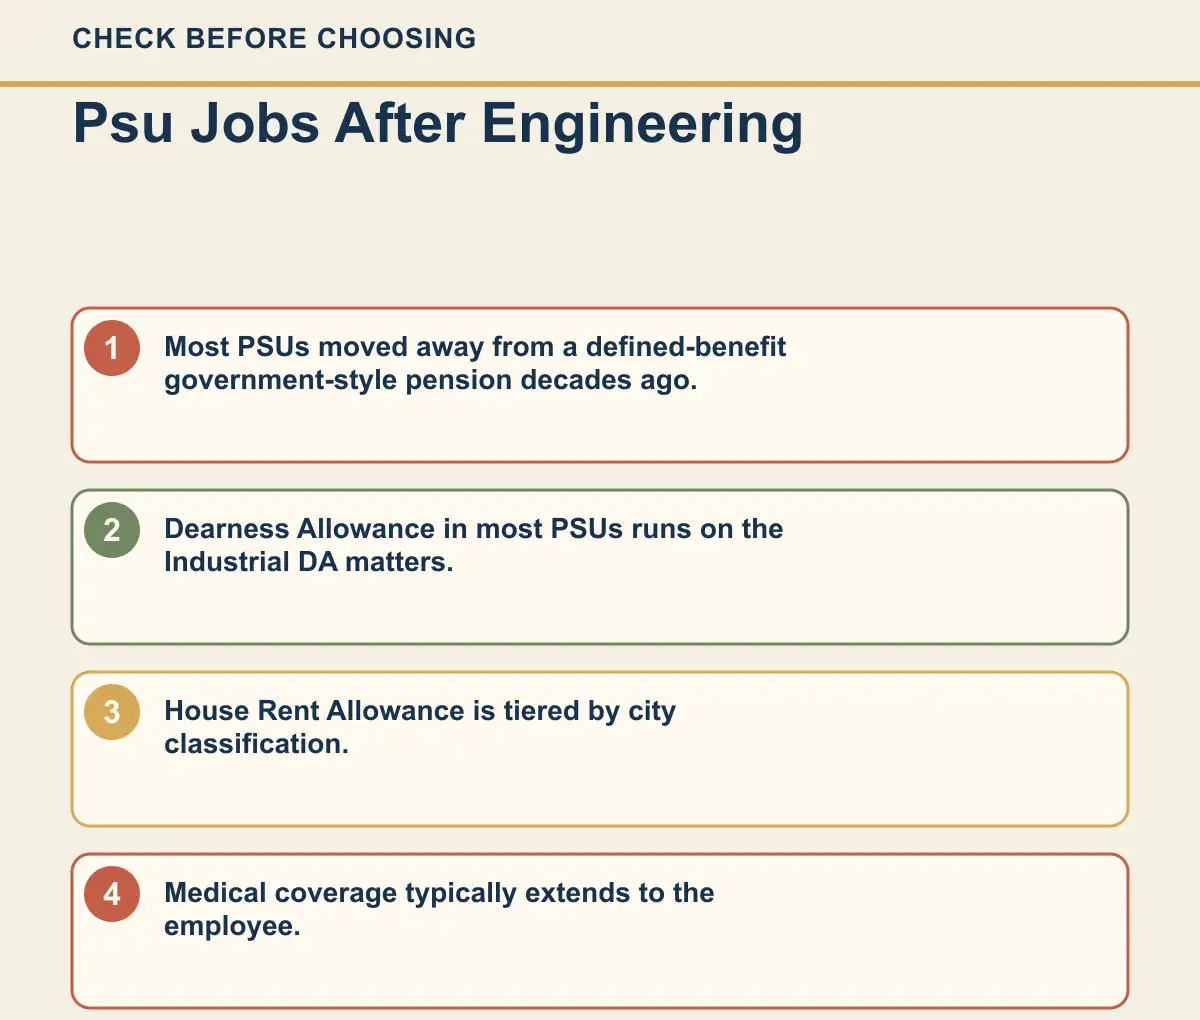 CHECK BEFORE CHOOSING
Psu Jobs After Engineering
1
Most PSUs moved away from a defined-benefit
government-style pension decades ago.
2
Dearness Allowance in most PSUs runs on the
Industrial DA matters.
3
House Rent Allowance is tiered by city
classification.
4
Medical coverage typically extends to the
employee.